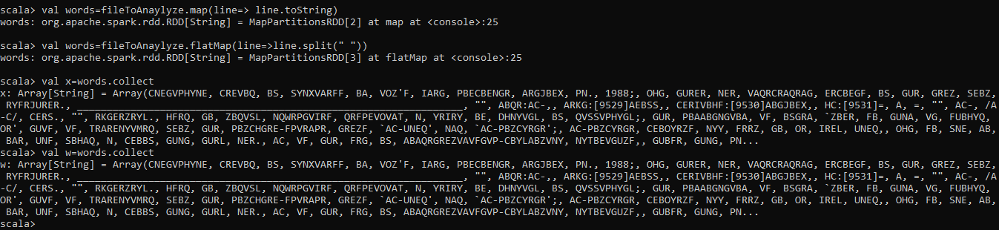 scala> val words=fileToAnaylyze.map(line=> line.toString)
words: org.apache.spark.rdd.RDD[String] = MapPartitionsRDD[2] at map at <console>:25
scala> val words=fileToAnaylyze.flatMap(line=>line.split(" "))
words: org.apache.spark.rdd.RDD[String] = MapPartitionsRDD[3] at flatMap at <console>:25
scala> val x=words.collect
x: Array[String] = Array(CNEGVPHYNE, CREVBQ, BS, SYNXVARFF, BA, VOZ'F, IARG, PBECBENGR, ARGJBEX, PN., 1988;, OHG, GURER, NER, VAQRCRAQRAG, ERCBEGF, BS, GUR, GREZ, SEBZ,
RYFRJURER., _________________________________________________________________, "", ABQR:AC-,, ARKG:[9529]AEBSS,, CERIVBHF:[9530]ABGJBEX,, HC:[9531]=, A, =, "", AC-, /A
-C/, CERS., "", RKGERZRYL., HFRQ, GB, ZBQVSL, NQWRPGVIRF, QRFPEVOVAT, N, YRIRY, BE, DHNYVGL, BS, QVSSVPHYGL;, GUR, PBAABGNGVBA, VF, BSGRA, `ZBER, FB, GUNA, VG, FUBHYQ,
OR', GUVF, VF, TRARENYVMRQ, SEBZ, GUR, PBZCHGRE-FPVRAPR, GREZF, `AC-UNEQ', NAQ, `AC-PBZCYRGR';, AC-PBZCYRGR, CEBOYRZF, NYY, FRRZ, GB, OR, IREL, UNEQ,, OHG, FB, SNE, AB,
BAR, UNF, SBHAQ, N, CEBBS, GUNG, GURL, NER., AC, VF, GUR, FRG, BS, ABAQRGREZVAVFGVP-CBYLABZVNY, NYTBEVGUZF,, GUBFR, GUNG, PN...
scala> val w=words.collect
w: Array[String] = Array(CNEGVPHYNE, CREVBQ, BS, SYNXVARFF, BA, VOZ'F, IARG, PBECBENGR, ARGJBEX, PN., 1988;, OHG, GURER, NER, VAQRCRAQRAG, ERCBEGF, BS, GUR, GREZ, SEBZ,
RYFRJURER., _________________________________________________________________, "", ABQR:AC-,, ARKG:[9529]AEBSS,, CERIVBHF:[9530]ABGJBEX,, HC:[9531]=, A, =, "", AC-, /A
-C/, CERS., "", RKGERZRYL., HFRQ, GB, ZBQVSL, NQWRPGVIRF, QRFPEVOVAT, N, YRIRY, BE, DHNYVGL, BS, QVSSVPHYGL;, GUR, PBAABGNGVBA, VF, BSGRA, `ZBER, FB, GUNA, VG, FUBHYQ,
OR', GUVF, VF, TRARENYVMRQ, SEBZ, GUR, PBZCHGRE-FPVRAPR, GREZF, `AC-UNEQ', NAQ, `AC-PBZCYRGR';, AC-PBZCYRGR, CEBOYRZF, NYY, FRRZ, GB, OR, IREL, UNEQ,, OHG, FB, SNE, AB,
BAR, UNF, SBHAQ, N, CEBBS, GUNG, GURL, NER., AC, VF, GUR, FRG, BS, ABAQRGREZVAVFGVP-CBYLABZVNY, NYTBEVGUZF,, GUBFR, GUNG, PN...
scala>